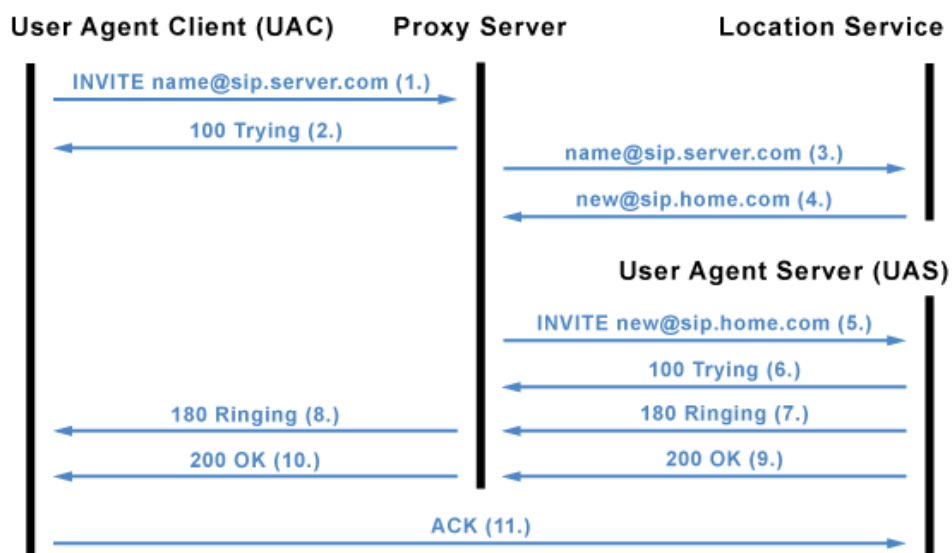 User Agent Client (UAC) Proxy Server Location Service
INVITE name@sip.server.com (1.)
100 Trying (2.)
name@sip.server.com (3.)
new@sip.home.com (4.)
User Agent Server (UAS)
INVITE new@sip.home.com (5.)
100 Trying (6.)
180 Ringing (8.) 180 Ringing (7.)
200 OK (10.) 200 OK (9.)
ACK (11.)